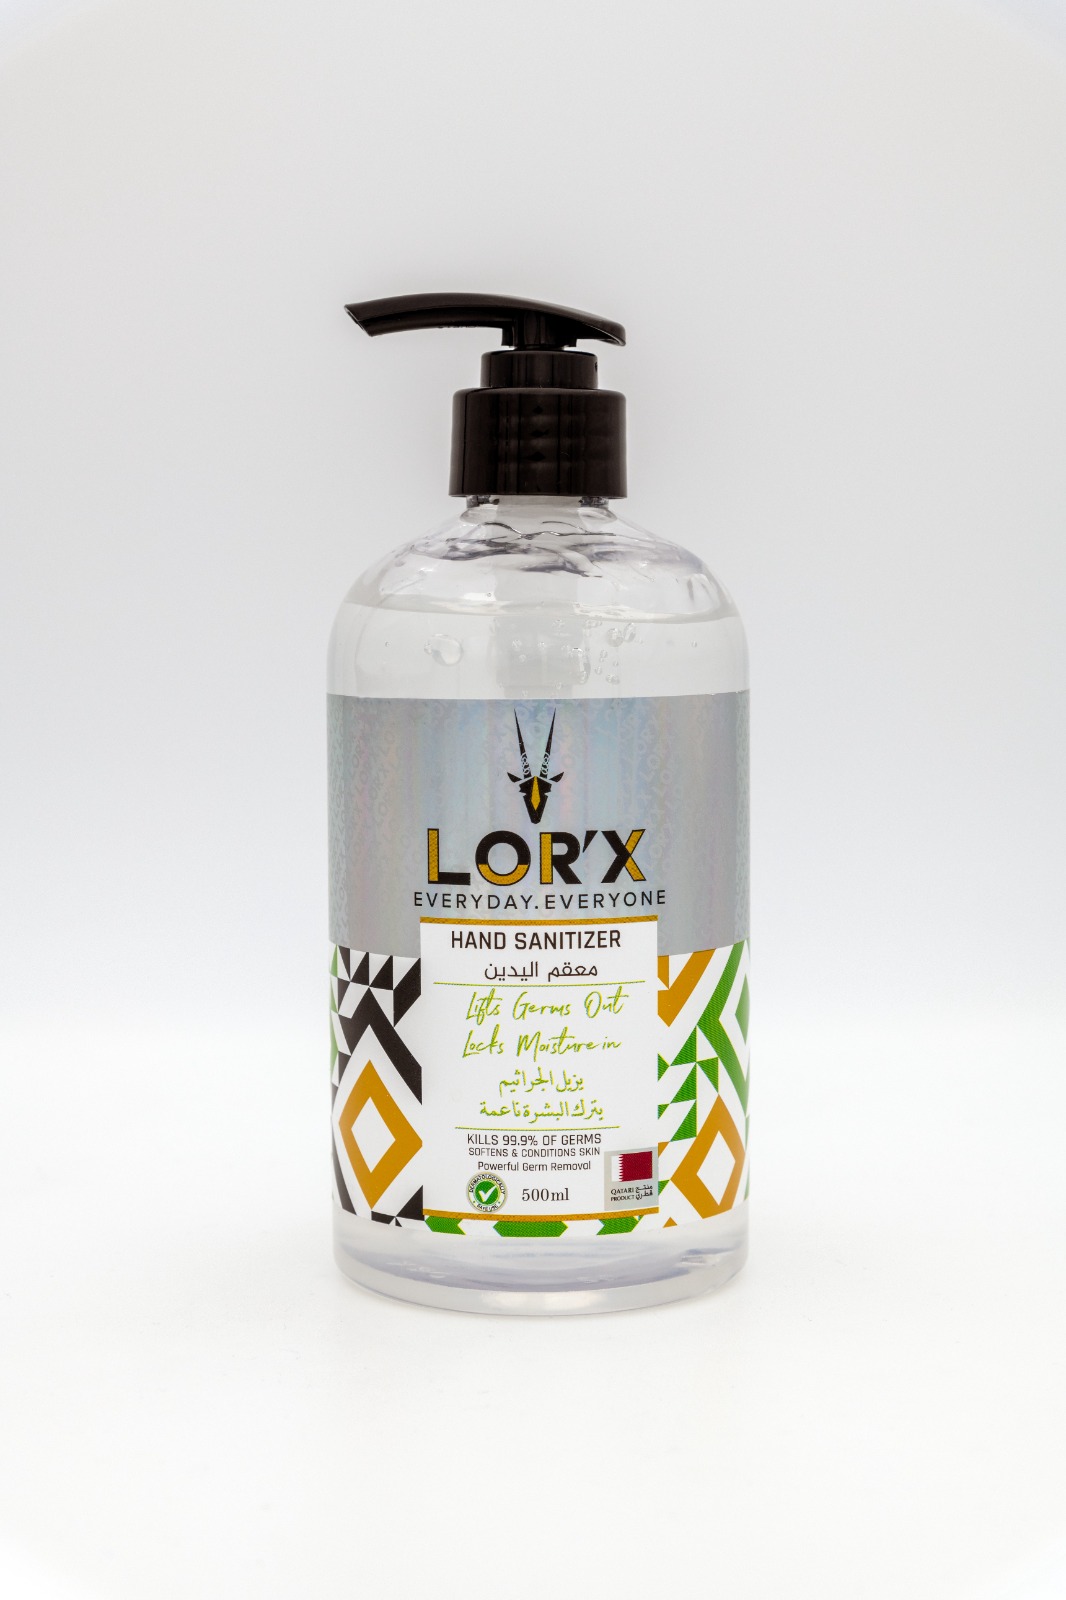 LOR'X
EVERYDAY.EVERYONE
HAND SANITIZER
معقم اليدين
Lifts Germs Out
Locks Moisture in
يزيل الجراثيم
يترك البشرة ناعمة
KILLS 99.9% OF GERMS
SOFTENS & CONDITIONS SKIN
Powerful Germ Removal
DERMATOLOGICALLY
500ml
QATARI منتج
PRODUCT قطري